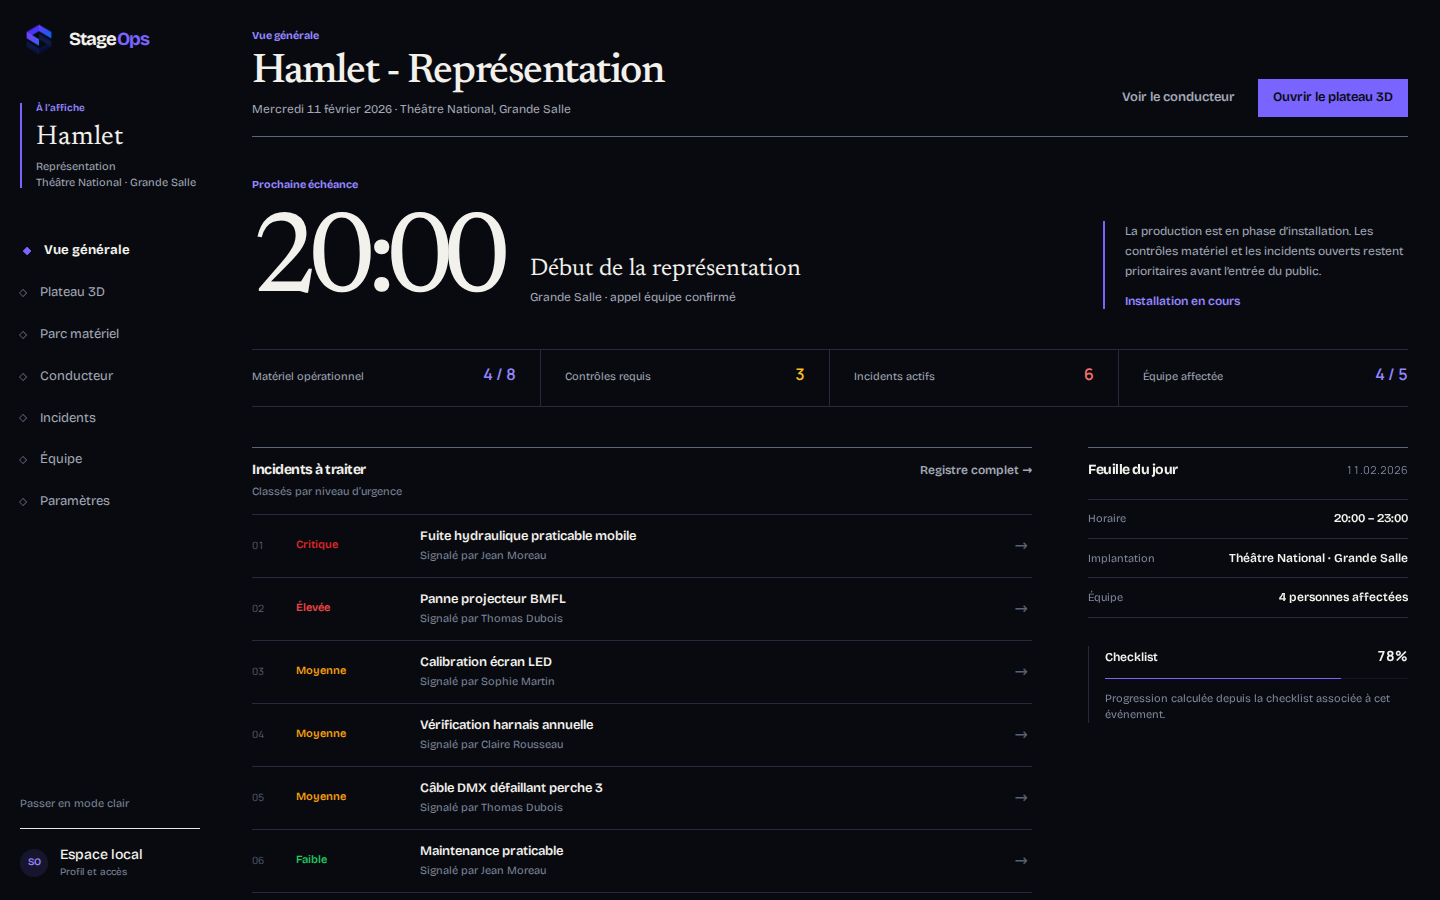 StageOps
À l'affiche
Hamlet
Représentation
Théâtre National · Grande Salle
Vue générale
Plateau 3D
Parc matériel
Conducteur
Incidents
Équipe
Paramètres
Passer en mode clair
SO
Espace local
Profil et accès
Vue générale
Hamlet - Représentation
Mercredi 11 février 2026 · Théâtre National, Grande Salle
Voir le conducteur
Ouvrir le plateau 3D
Prochaine échéance
20:00
Début de la représentation
Grande Salle · appel équipe confirmé
La production est en phase d'installation. Les
contrôles matériel et les incidents ouverts restent
prioritaires avant l'entrée du public.
Installation en cours
Matériel opérationnel 4 / 8
Contrôles requis 3
Incidents actifs 6
Équipe affectée 4 / 5
Incidents à traiter
Registre complet →
Classés par niveau d'urgence
01 Critique Fuite hydraulique praticable mobile →
Signalé par Jean Moreau
02 Élevée Panne projecteur BMFL →
Signalé par Thomas Dubois
03 Moyenne Calibration écran LED →
Signalé par Sophie Martin
04 Moyenne Vérification harnais annuelle →
Signalé par Claire Rousseau
05 Moyenne Câble DMX défaillant perche 3 →
Signalé par Thomas Dubois
06 Faible Maintenance praticable →
Signalé par Jean Moreau
Feuille du jour 11.02.2026
Horaire 20:00 – 23:00
Implantation Théâtre National · Grande Salle
Équipe 4 personnes affectées
Checklist 78%
Progression calculée depuis la checklist associée à cet
événement.